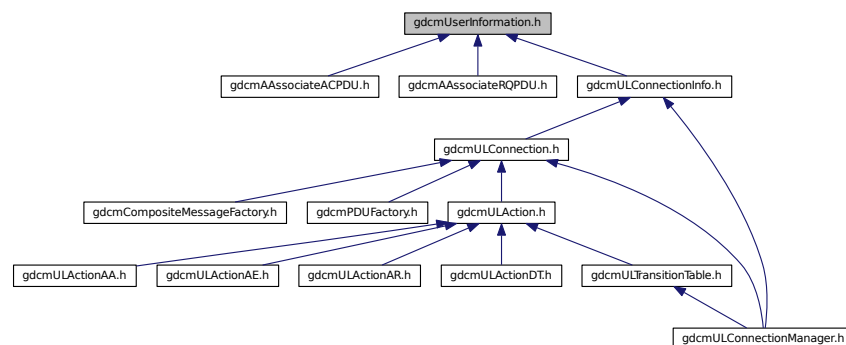 gdcmUserInformation.h
gdcmAAssociateACPDU.h
gdcmAAssociateRQPDU.h
gdcmULConnectionInfo.h
gdcmULConnection.h
gdcmCompositeMessageFactory.h
gdcmPDUFactory.h
gdcmULAction.h
gdcmULActionAA.h
gdcmULActionAE.h
gdcmULActionAR.h
gdcmULActionDT.h
gdcmULTransitionTable.h
gdcmULConnectionManager.h